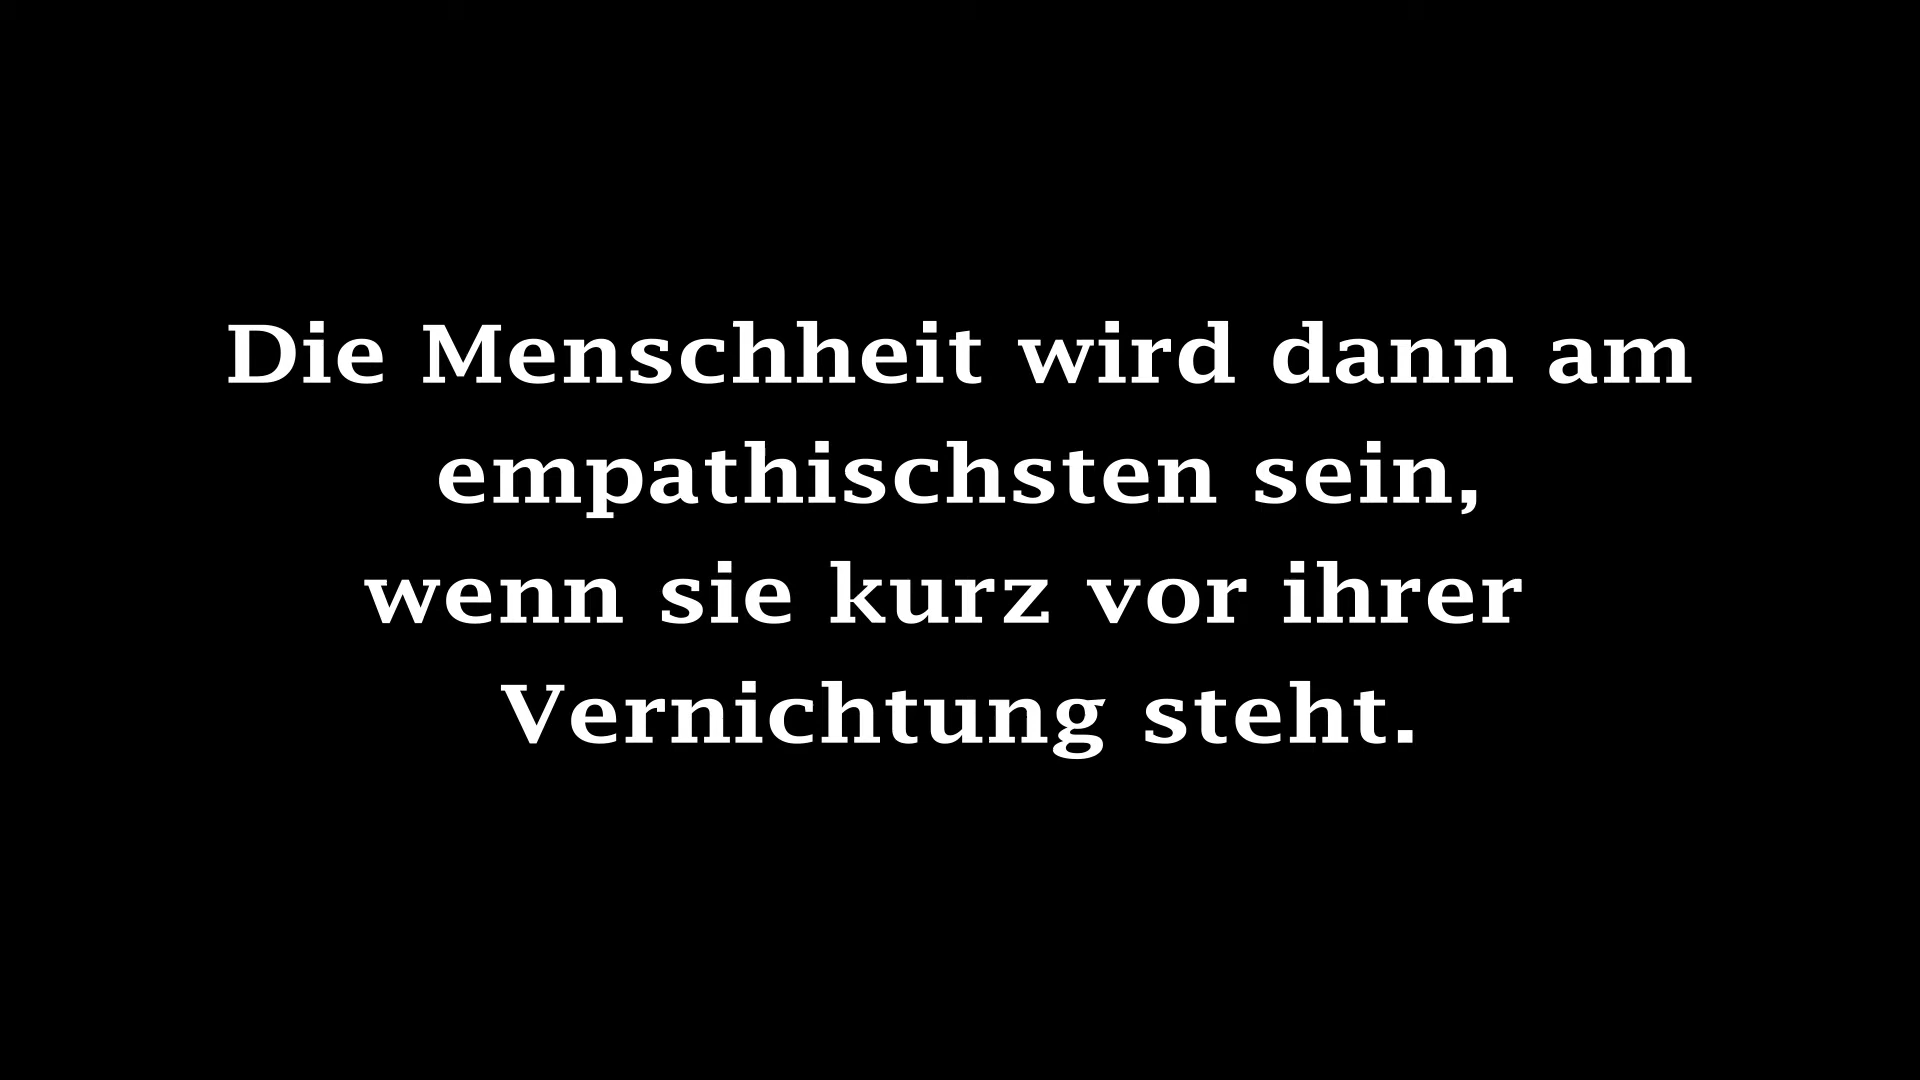 Die Menschheit wird dann am
empathischsten sein,
wenn sie kurz vor ihrer
Vernichtung steht.